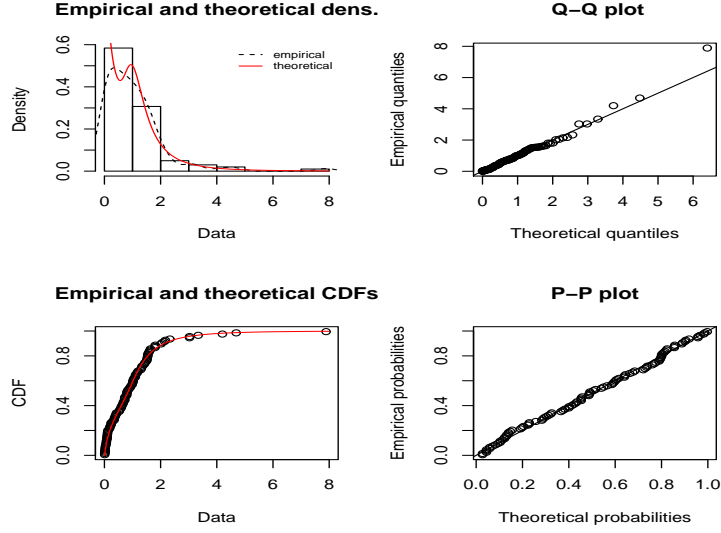 Empirical and theoretical dens.
Density
0.0 0.2 0.4 0.6
empirical
theoretical
0 2 4 6 8
Data
Q−Q plot
Empirical quantiles
0 2 4 6 8
0 1 2 3 4 5 6
Theoretical quantiles
Empirical and theoretical CDFs
CDF
0.0 0.4 0.8
0 2 4 6 8
Data
P−P plot
Empirical probabilities
0.0 0.4 0.8
0.0 0.2 0.4 0.6 0.8 1.0
Theoretical probabilities